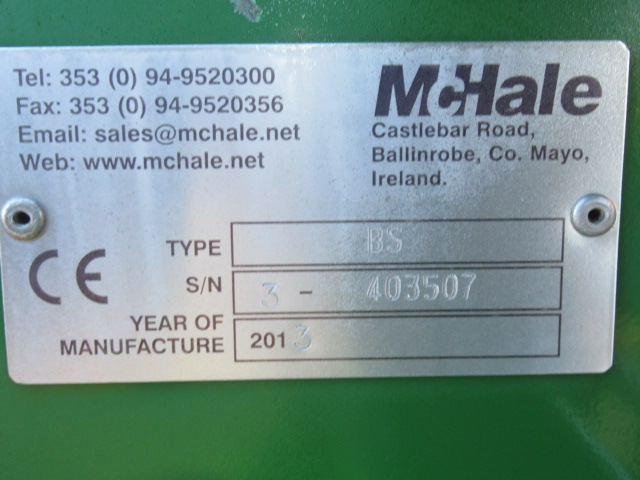 Tel: 353 (0) 94-9520300
Fax: 353 (0) 94-9520356
Email: sales@mchale.net
Web: www.mchale.net
McHale
Castlebar Road,
Ballinrobe, Co. Mayo,
Ireland.
CE
TYPE BS
S/N 3 - 403507
YEAR OF
MANUFACTURE 2013